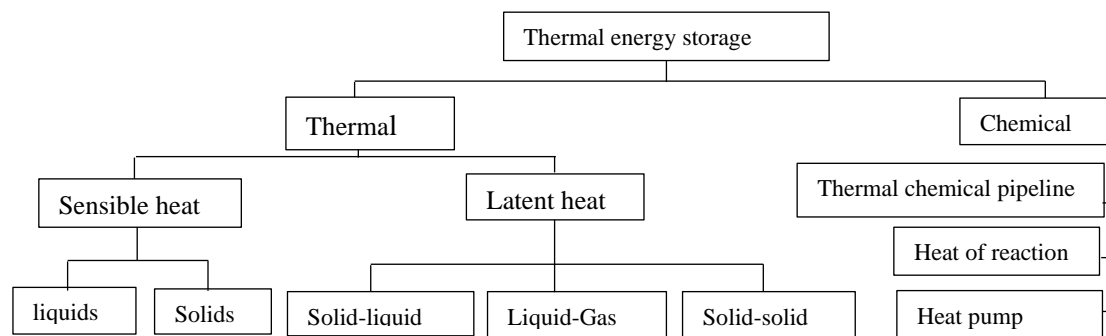 Thermal energy storage
Thermal
Chemical
Sensible heat
Latent heat
Thermal chemical pipeline
Heat of reaction
liquids
Solids
Solid-liquid
Liquid-Gas
Solid-solid
Heat pump